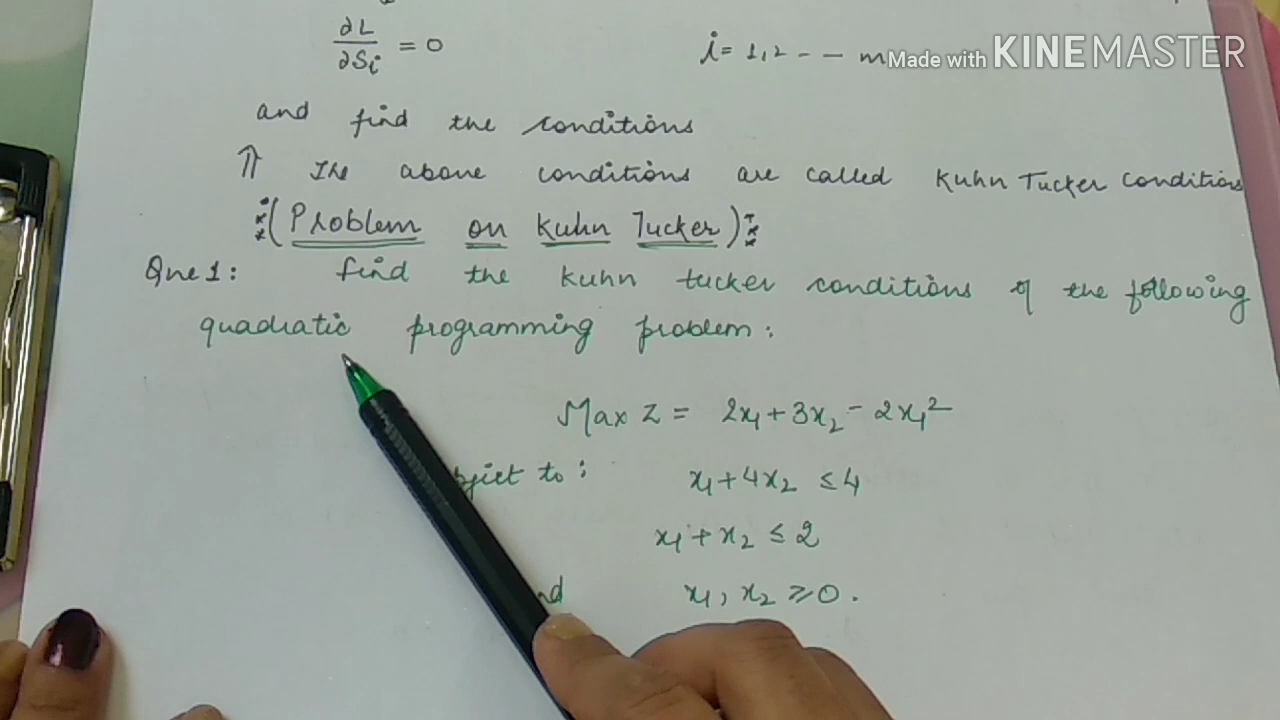 ∂L/∂Si = 0 i = 1, 2 - - m
Made with KINEMASTER
and find the conditions
⇑ The above conditions are called Kuhn Tucker Conditions
(Problem on Kuhn Tucker)
Que 1: find the kuhn tucker conditions of the following
quadratic programming problem:
Max Z = 2x₁ + 3x₂ - 2x₁²
to: x₁ + 4x₂ ≤ 4
x₁ + x₂ ≤ 2
x₁, x₂ ≥ 0.